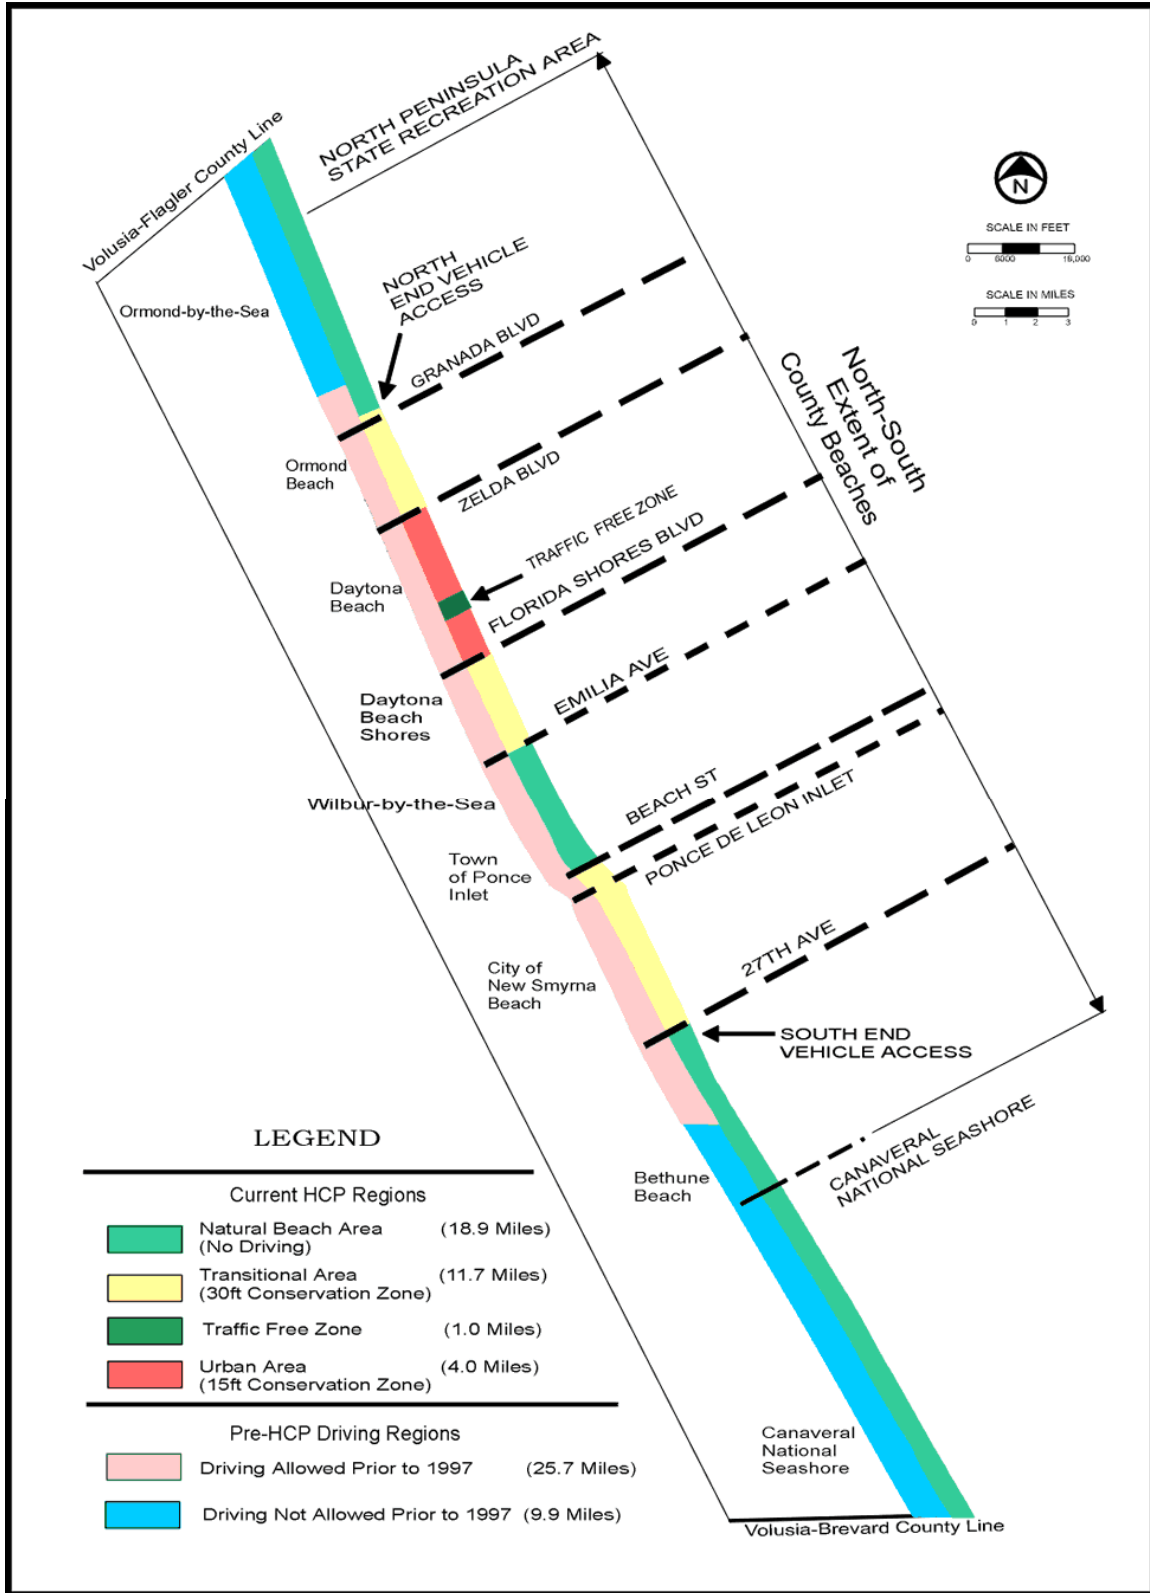 NORTH PENINSULA
STATE RECREATION AREA
Volusia-Flagler County Line
N
SCALE IN FEET
0 6000 18,000
SCALE IN MILES
0 1 2 3
NORTH
END VEHICLE
ACCESS
Ormond-by-the-Sea
GRANADA BLVD
North-South
Extent of
County Beaches
Ormond
Beach
ZELDA BLVD
TRAFFIC FREE ZONE
Daytona
Beach
FLORIDA SHORES BLVD
EMILIA AVE
Daytona
Beach
Shores
Wilbur-by-the-Sea
BEACH ST
PONCE DE LEON INLET
Town
of Ponce
Inlet
27TH AVE
City of
New Smyrna
Beach
SOUTH END
VEHICLE ACCESS
CANAVERAL
NATIONAL SEASHORE
Bethune
Beach
LEGEND
Current HCP Regions
Natural Beach Area (18.9 Miles)
(No Driving)
Transitional Area (11.7 Miles)
(30ft Conservation Zone)
Traffic Free Zone (1.0 Miles)
Urban Area (4.0 Miles)
(15ft Conservation Zone)
Pre-HCP Driving Regions
Driving Allowed Prior to 1997 (25.7 Miles)
Driving Not Allowed Prior to 1997 (9.9 Miles)
Canaveral
National
Seashore
Volusia-Brevard County Line